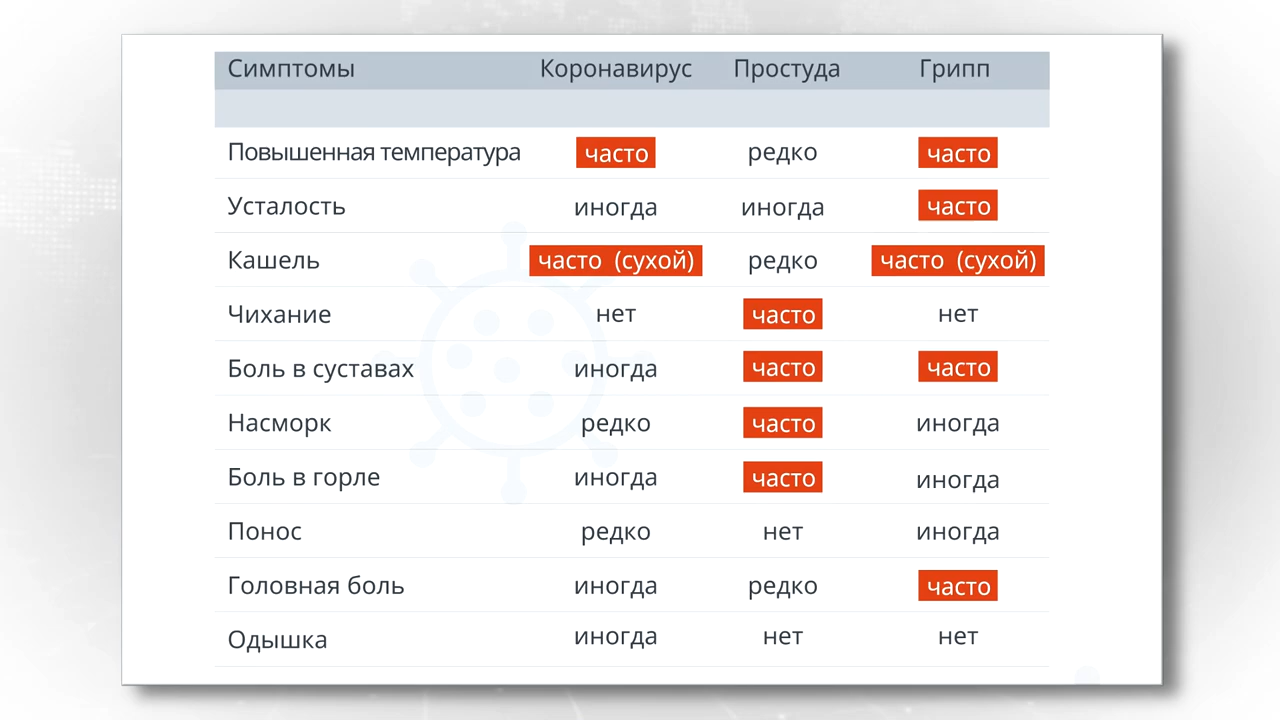 Симптомы Коронавирус Простуда Грипп
Повышенная температура часто редко часто
Усталость иногда иногда часто
Кашель часто (сухой) редко часто (сухой)
Чихание нет часто нет
Боль в суставах иногда часто часто
Насморк редко часто иногда
Боль в горле иногда часто иногда
Понос редко нет иногда
Головная боль иногда редко часто
Одышка иногда нет нет